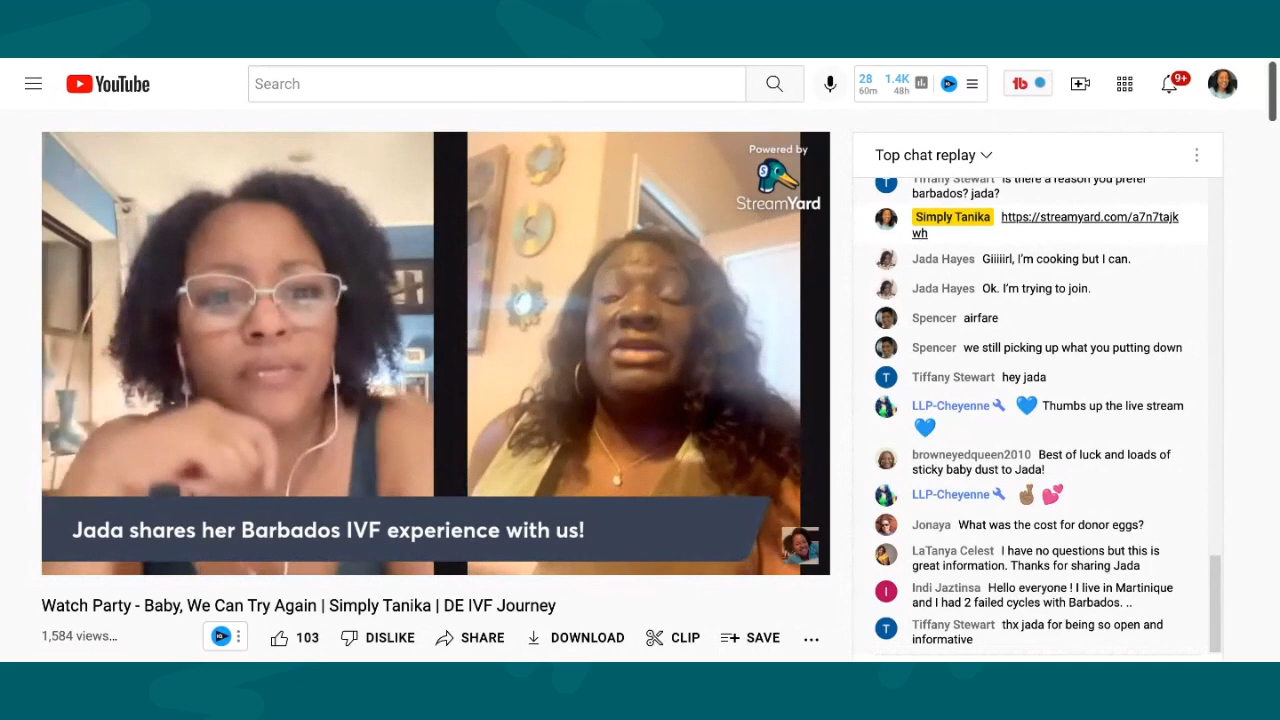 YouTube
Search
28 1.4K
60m 48h
9+
Powered by
StreamYard
Jada shares her Barbados IVF experience with us!
Watch Party - Baby, We Can Try Again | Simply Tanika | DE IVF Journey
1,584 views...
103
DISLIKE
SHARE
DOWNLOAD
CLIP
SAVE
Top chat replay
T Tiffany Stewart is there a reason you prefer
barbados? jada?
Simply Tanika https://streamyard.com/a7n7tajk
wh
Jada Hayes Giiiiirl, I'm cooking but I can.
Jada Hayes Ok. I'm trying to join.
Spencer airfare
Spencer we still picking up what you putting down
T Tiffany Stewart hey jada
LLP-Cheyenne 💙 Thumbs up the live stream
💙
browneyedqueen2010 Best of luck and loads of
sticky baby dust to Jada!
LLP-Cheyenne 🤞🏽 💕
Jonaya What was the cost for donor eggs?
LaTanya Celest I have no questions but this is
great information. Thanks for sharing Jada
I Indi Jaztinsa Hello everyone ! I live in Martinique
and I had 2 failed cycles with Barbados. ..
T Tiffany Stewart thx jada for being so open and
informative